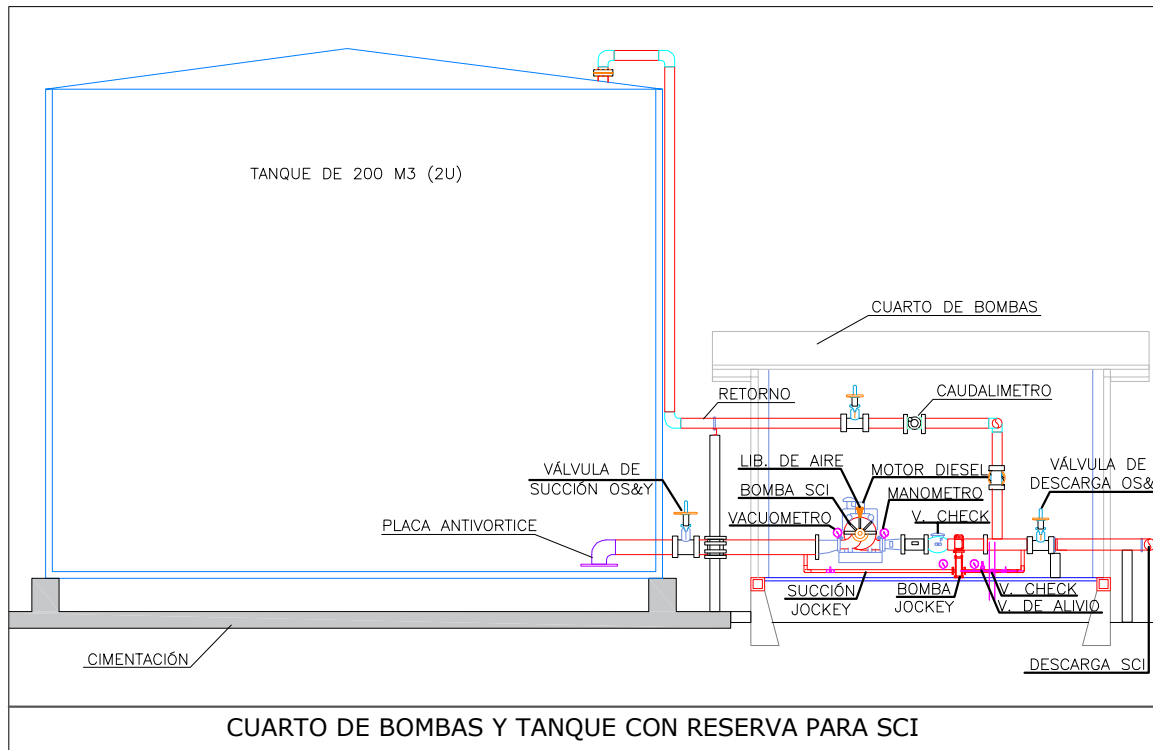 TANQUE DE 200 M3 (2U)
CUARTO DE BOMBAS
RETORNO
CAUDALIMETRO
LIB. DE AIRE
MOTOR DIESEL
VÁLVULA DE
DESCARGA OS&
VÁLVULA DE
SUCCIÓN OS&Y
BOMBA SCI
MANOMETRO
VACUOMETRO
V. CHECK
PLACA ANTIVORTICE
SUCCIÓN
JOCKEY
BOMBA
JOCKEY
V. CHECK
V. DE ALIVIO
CIMENTACIÓN
DESCARGA SCI
CUARTO DE BOMBAS Y TANQUE CON RESERVA PARA SCI